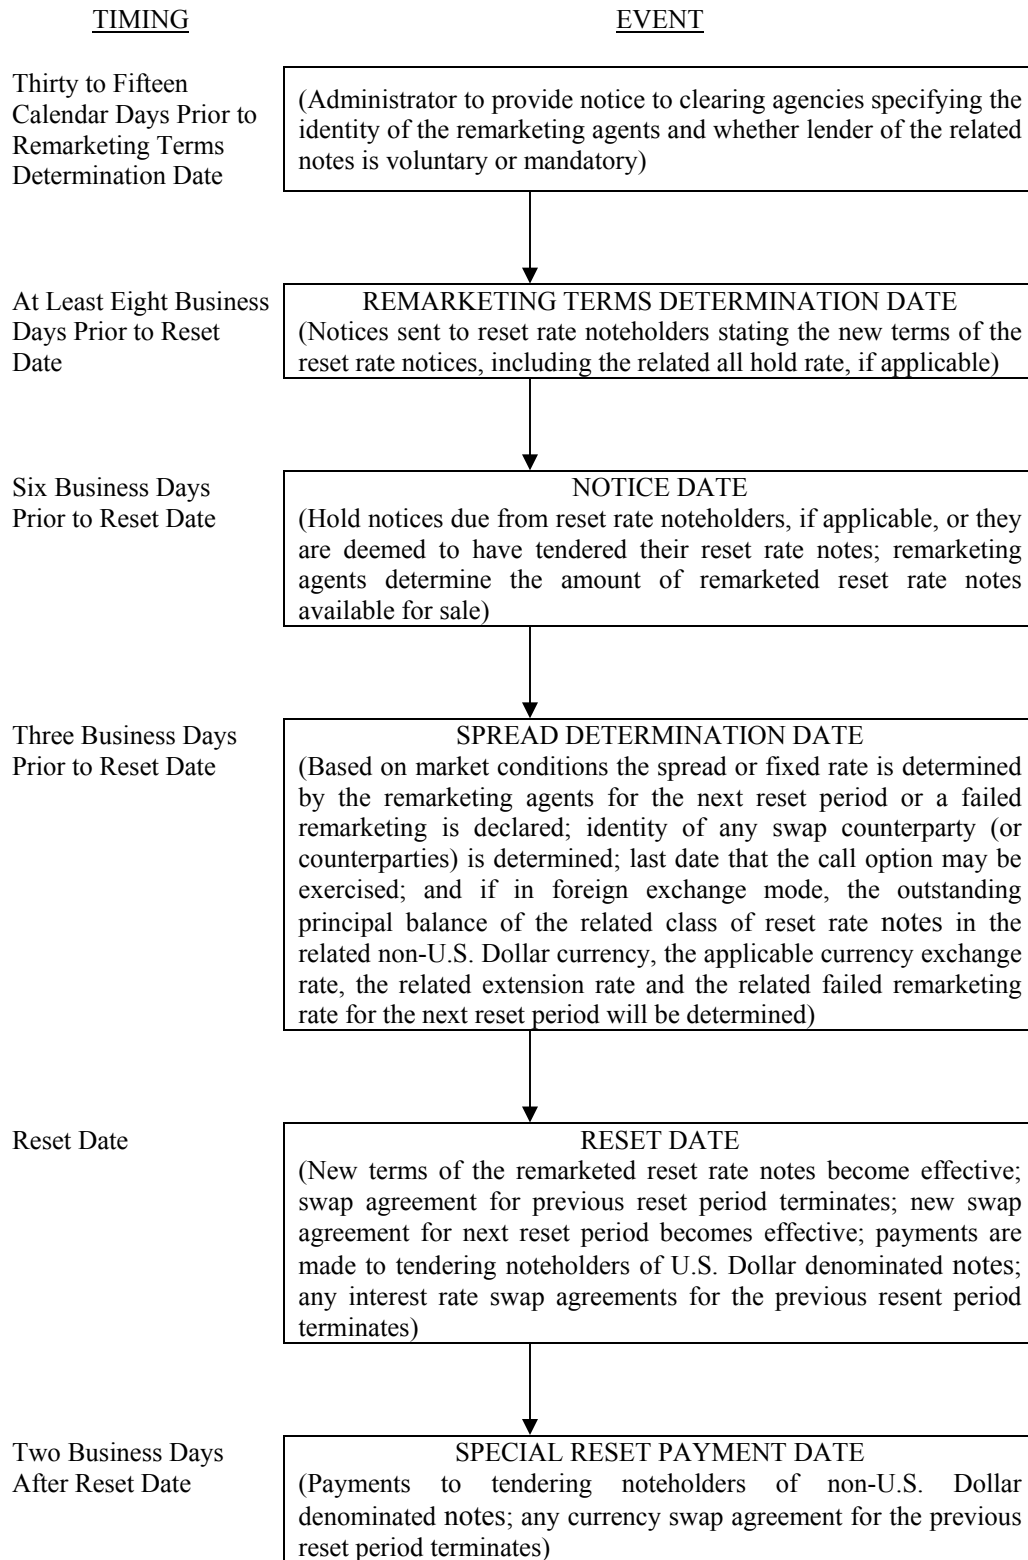 TIMING
EVENT
Thirty to Fifteen
Calendar Days Prior to
Remarketing Terms
Determination Date
(Administrator to provide notice to clearing agencies specifying the
identity of the remarketing agents and whether lender of the related
notes is voluntary or mandatory)
At Least Eight Business
Days Prior to Reset
Date
REMARKETING TERMS DETERMINATION DATE
(Notices sent to reset rate noteholders stating the new terms of the
reset rate notices, including the related all hold rate, if applicable)
Six Business Days
Prior to Reset Date
NOTICE DATE
(Hold notices due from reset rate noteholders, if applicable, or they
are deemed to have tendered their reset rate notes; remarketing
agents determine the amount of remarketed reset rate notes
available for sale)
Three Business Days
Prior to Reset Date
SPREAD DETERMINATION DATE
(Based on market conditions the spread or fixed rate is determined
by the remarketing agents for the next reset period or a failed
remarketing is declared; identity of any swap counterparty (or
counterparties) is determined; last date that the call option may be
exercised; and if in foreign exchange mode, the outstanding
principal balance of the related class of reset rate notes in the
related non-U.S. Dollar currency, the applicable currency exchange
rate, the related extension rate and the related failed remarketing
rate for the next reset period will be determined)
Reset Date
RESET DATE
(New terms of the remarketed reset rate notes become effective;
swap agreement for previous reset period terminates; new swap
agreement for next reset period becomes effective; payments are
made to tendering noteholders of U.S. Dollar denominated notes;
any interest rate swap agreements for the previous resent period
terminates)
Two Business Days
After Reset Date
SPECIAL RESET PAYMENT DATE
(Payments to tendering noteholders of non-U.S. Dollar
denominated notes; any currency swap agreement for the previous
reset period terminates)